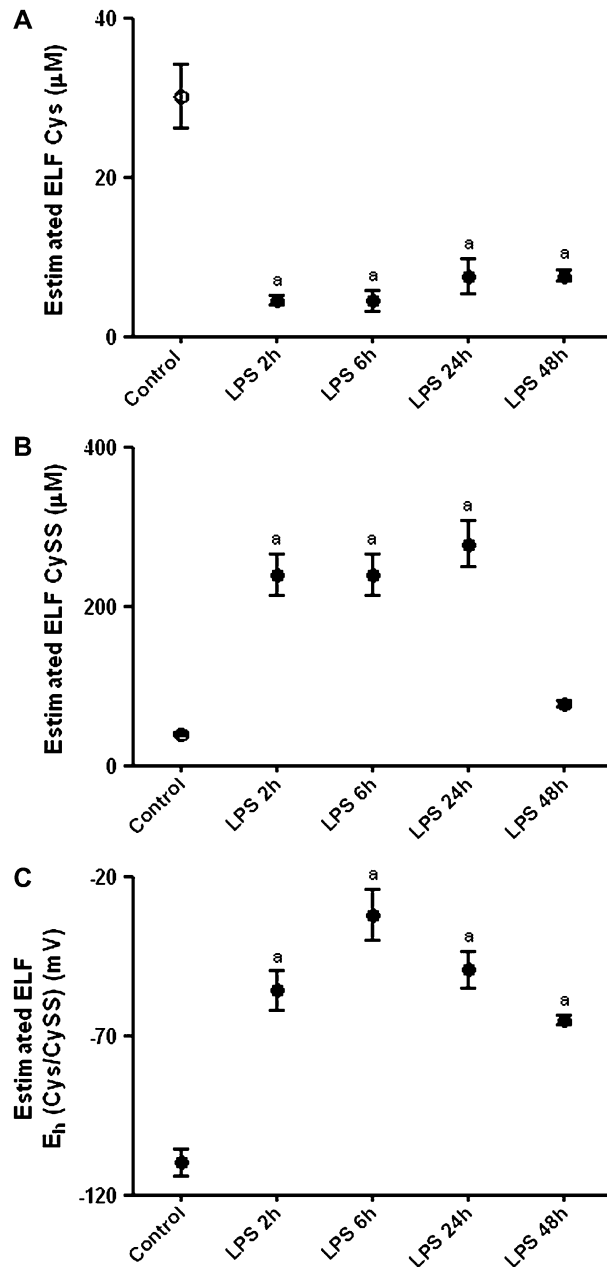 A
Estimated ELF Cys (μM)
40
20
0
a
a
a
a
Control
LPS 2h
LPS 6h
LPS 24h
LPS 48h
B
Estimated ELF CySS (μM)
400
200
0
a
a
a
Control
LPS 2h
LPS 6h
LPS 24h
LPS 48h
C
Estimated ELF
Eh (Cys/CySS) (mV)
-20
-70
-120
a
a
a
a
Control
LPS 2h
LPS 6h
LPS 24h
LPS 48h